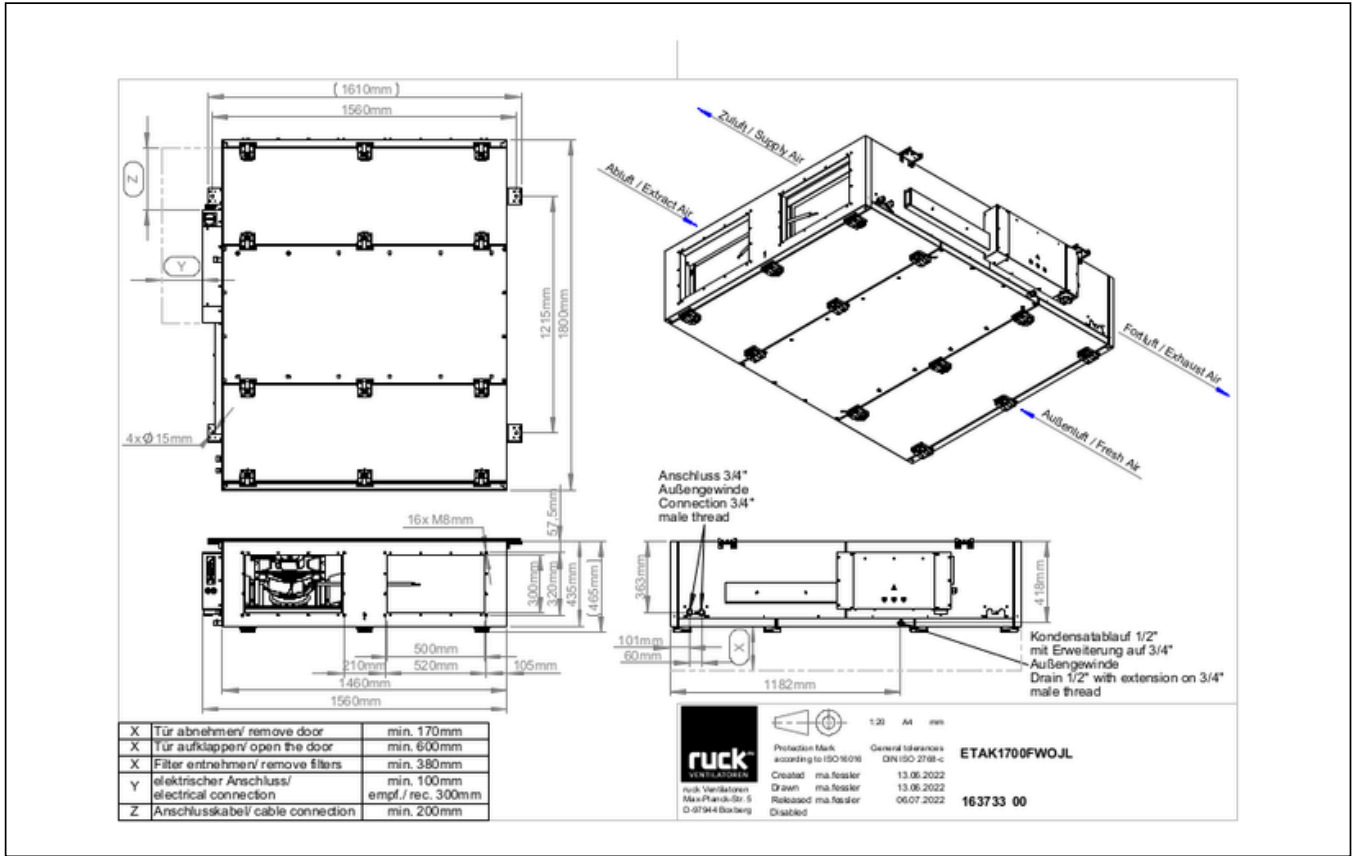 (1610mm)
1560mm
Z
Y
1215mm
1800mm
4xØ15mm
Zuluft / Supply Air
Abluft / Extract Air
Fortluft / Exhaust Air
Außenluft / Fresh Air
16x M8mm
57,5mm
300mm
320mm
435mm
(465mm)
500mm
210mm
520mm
105mm
1460mm
1560mm
Anschluss 3/4"
Außengewinde
Connection 3/4"
male thread
363mm
418mm
101mm
60mm
X
1182mm
Kondensatablauf 1/2"
mit Erweiterung auf 3/4"
Außengewinde
Drain 1/2" with extension on 3/4"
male thread
X Tür abnehmen/ remove door min. 170mm
X Tür aufklappen/ open the door min. 600mm
X Filter entnehmen/ remove filters min. 380mm
Y elektrischer Anschluss/ min. 100mm
electrical connection empf./ rec. 300mm
Z Anschlusskabel/ cable connection min. 200mm
ruck
VENTILATOREN
ruck Ventilatoren
Max-Planck-Str. 5
D-97944 Boxberg
1:20 A4 mm
Protection Mark General tolerances
according to ISO16016 DIN ISO 2768-c
ETAK1700FWOJL
Created ma.fessler 13.06.2022
Drawn ma.fessler 13.06.2022
Released ma.fessler 06.07.2022
Disabled
163733 00